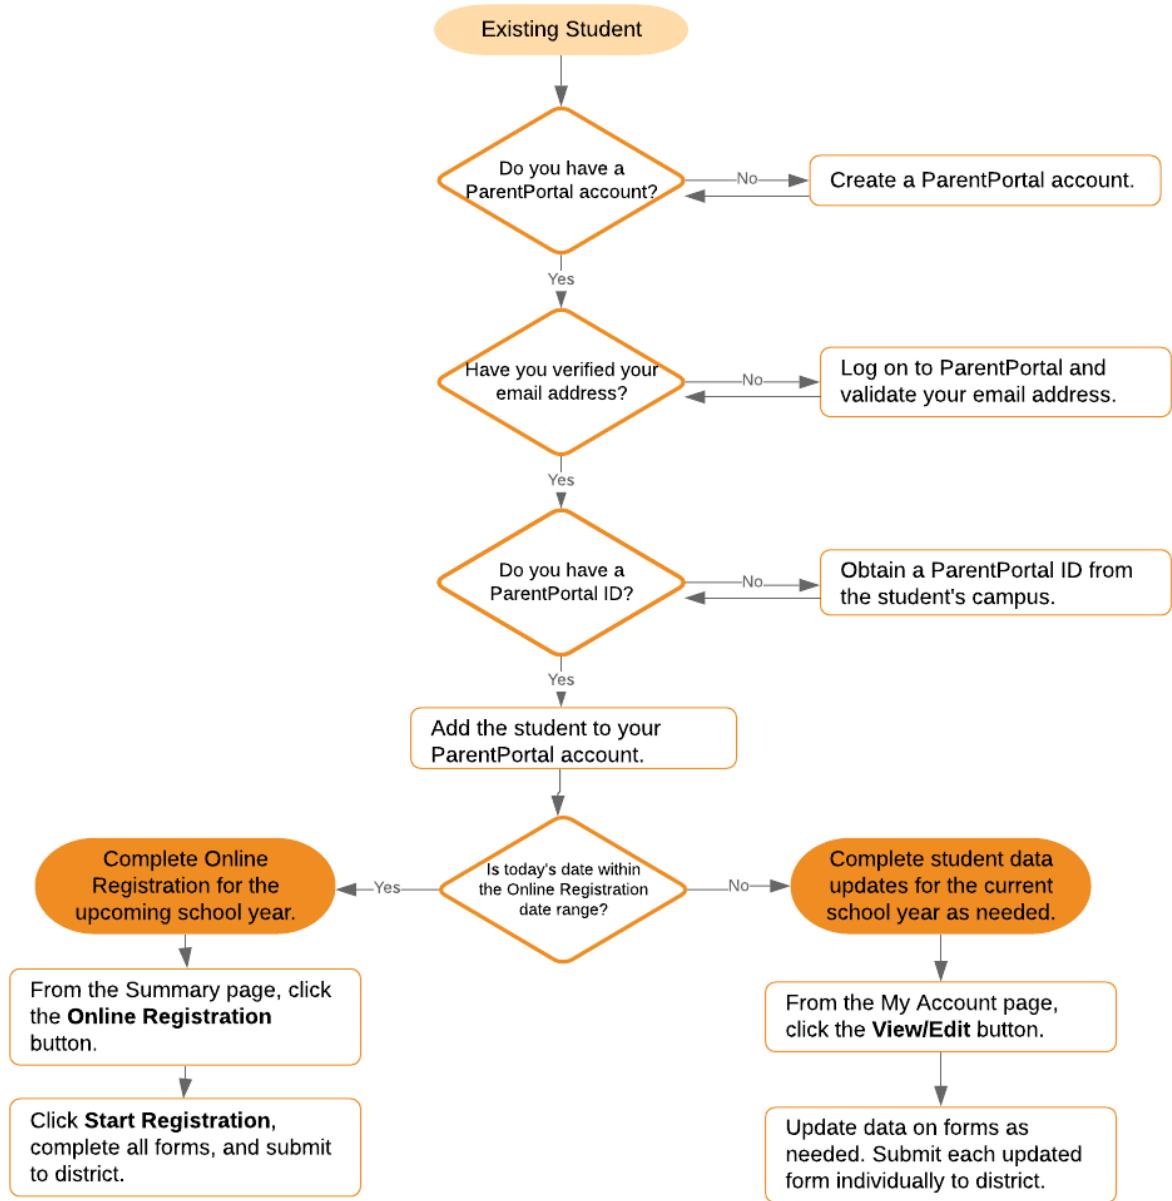 Existing Student
Do you have a
ParentPortal account?
No
Create a ParentPortal account.
Yes
Have you verified your
email address?
No
Log on to ParentPortal and
validate your email address.
Yes
Do you have a
ParentPortal ID?
No
Obtain a ParentPortal ID from
the student's campus.
Yes
Add the student to your
ParentPortal account.
Is today's date within
the Online Registration
date range?
Yes
Complete Online
Registration for the
upcoming school year.
From the Summary page, click
the Online Registration
button.
Click Start Registration,
complete all forms, and submit
to district.
No
Complete student data
updates for the current
school year as needed.
From the My Account page,
click the View/Edit button.
Update data on forms as
needed. Submit each updated
form individually to district.